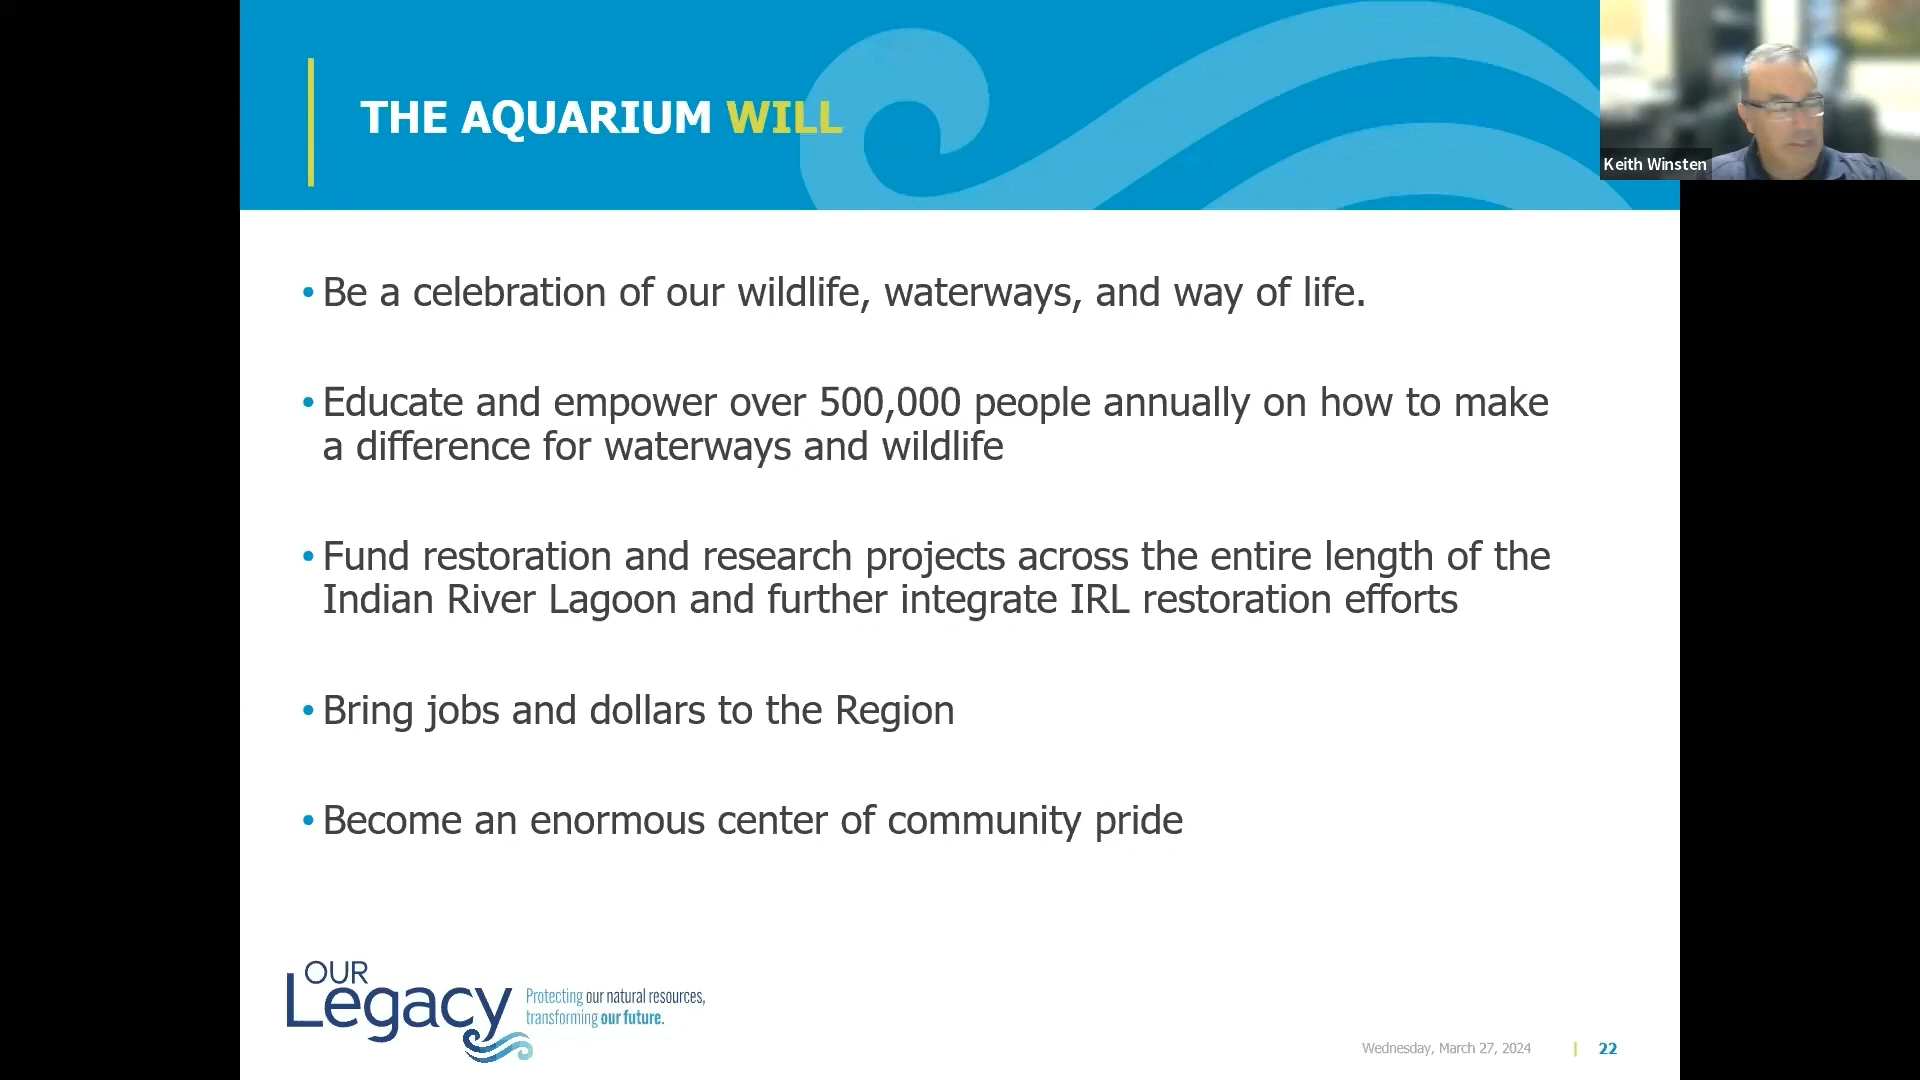 THE AQUARIUM WILL
Keith Winsten
• Be a celebration of our wildlife, waterways, and way of life.
• Educate and empower over 500,000 people annually on how to make
a difference for waterways and wildlife
• Fund restoration and research projects across the entire length of the
Indian River Lagoon and further integrate IRL restoration efforts
• Bring jobs and dollars to the Region
• Become an enormous center of community pride
OUR
Legacy
Protecting our natural resources,
transforming our future.
Wednesday, March 27, 2024 | 22